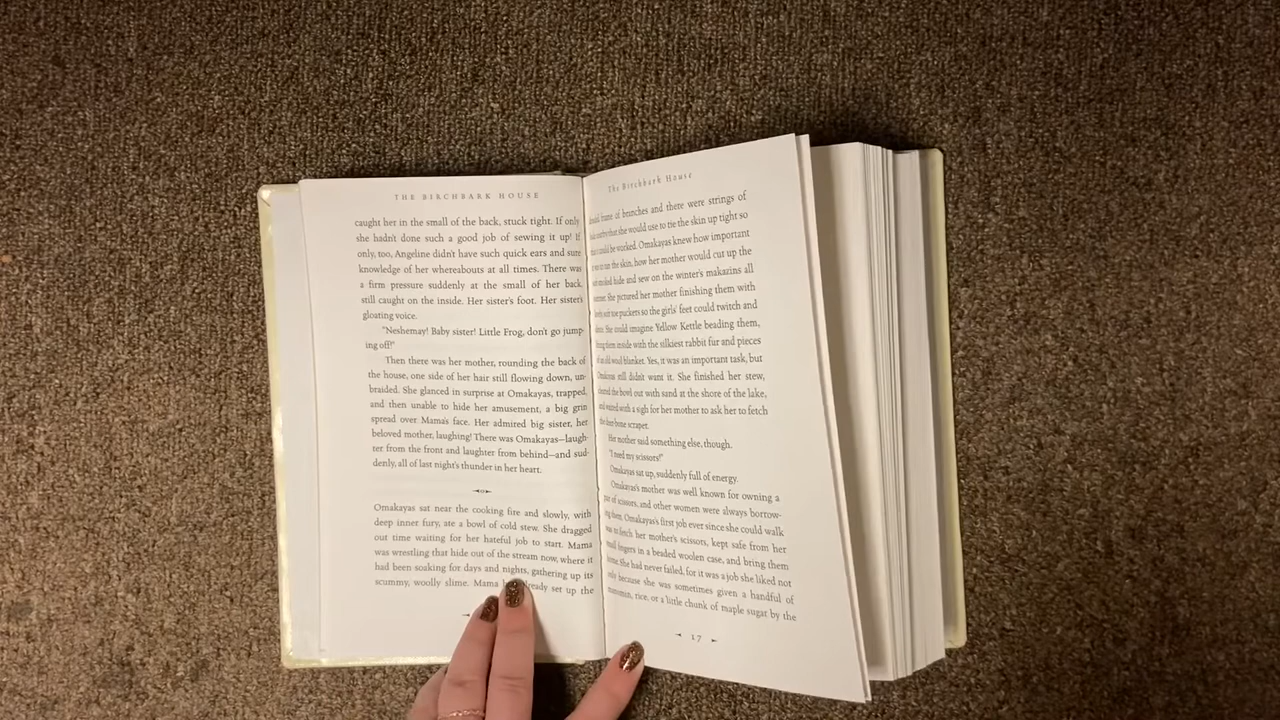 THE BIRCHBARK HOUSE
caught her in the small of the back, stuck tight. If only
she hadn't done such a good job of sewing it up! If
only, too, Angeline didn't have such quick ears and sure
knowledge of her whereabouts at all times. There was
a firm pressure suddenly at the small of her back,
still caught on the inside. Her sister's foot. Her sister's
gloating voice.
"Neshemay! Baby sister! Little Frog, don't go jump-
ing off!"
Then there was her mother, rounding the back of
the house, one side of her hair still flowing down, un-
braided. She glanced in surprise at Omakayas, trapped,
and then unable to hide her amusement, a big grin
spread over Mama's face. Her admired big sister, her
beloved mother, laughing! There was Omakayas—laugh-
ter from the front and laughter from behind—and sud-
denly, all of last night's thunder in her heart.
Omakayas sat near the cooking fire and slowly, with
deep inner fury, ate a bowl of cold stew. She dragged
out time waiting for her hateful job to start. Mama
was wrestling that hide out of the stream now, where it
had been soaking for days and nights, gathering up its
scummy, woolly slime. Mama already set up the
The Birchbark House
frame of branches and there were strings of
that she would use to tie the skin up tight so
could be worked. Omakayas knew how important
tan the skin, how her mother would cut up the
hide and sew on the winter's makazins all
She pictured her mother finishing them with
toe puckers so the girls' feet could twitch and
She could imagine Yellow Kettle beading them,
them inside with the silkiest rabbit fur and pieces
old wool blanket. Yes, it was an important task, but
Omakayas still didn't want it. She finished her stew,
the bowl out with sand at the shore of the lake,
and waited with a sigh for her mother to ask her to fetch
the bone scraper.
Her mother said something else, though.
"I need my scissors!"
Omakayas sat up, suddenly full of energy.
Omakayas's mother was well known for owning a
pair of scissors, and other women were always borrow-
ing them. Omakayas's first job ever since she could walk
was to fetch her mother's scissors, kept safe from her
small fingers in a beaded woolen case, and bring them
home. She had never failed, for it was a job she liked not
only because she was sometimes given a handful of
rice, or a little chunk of maple sugar by the
17